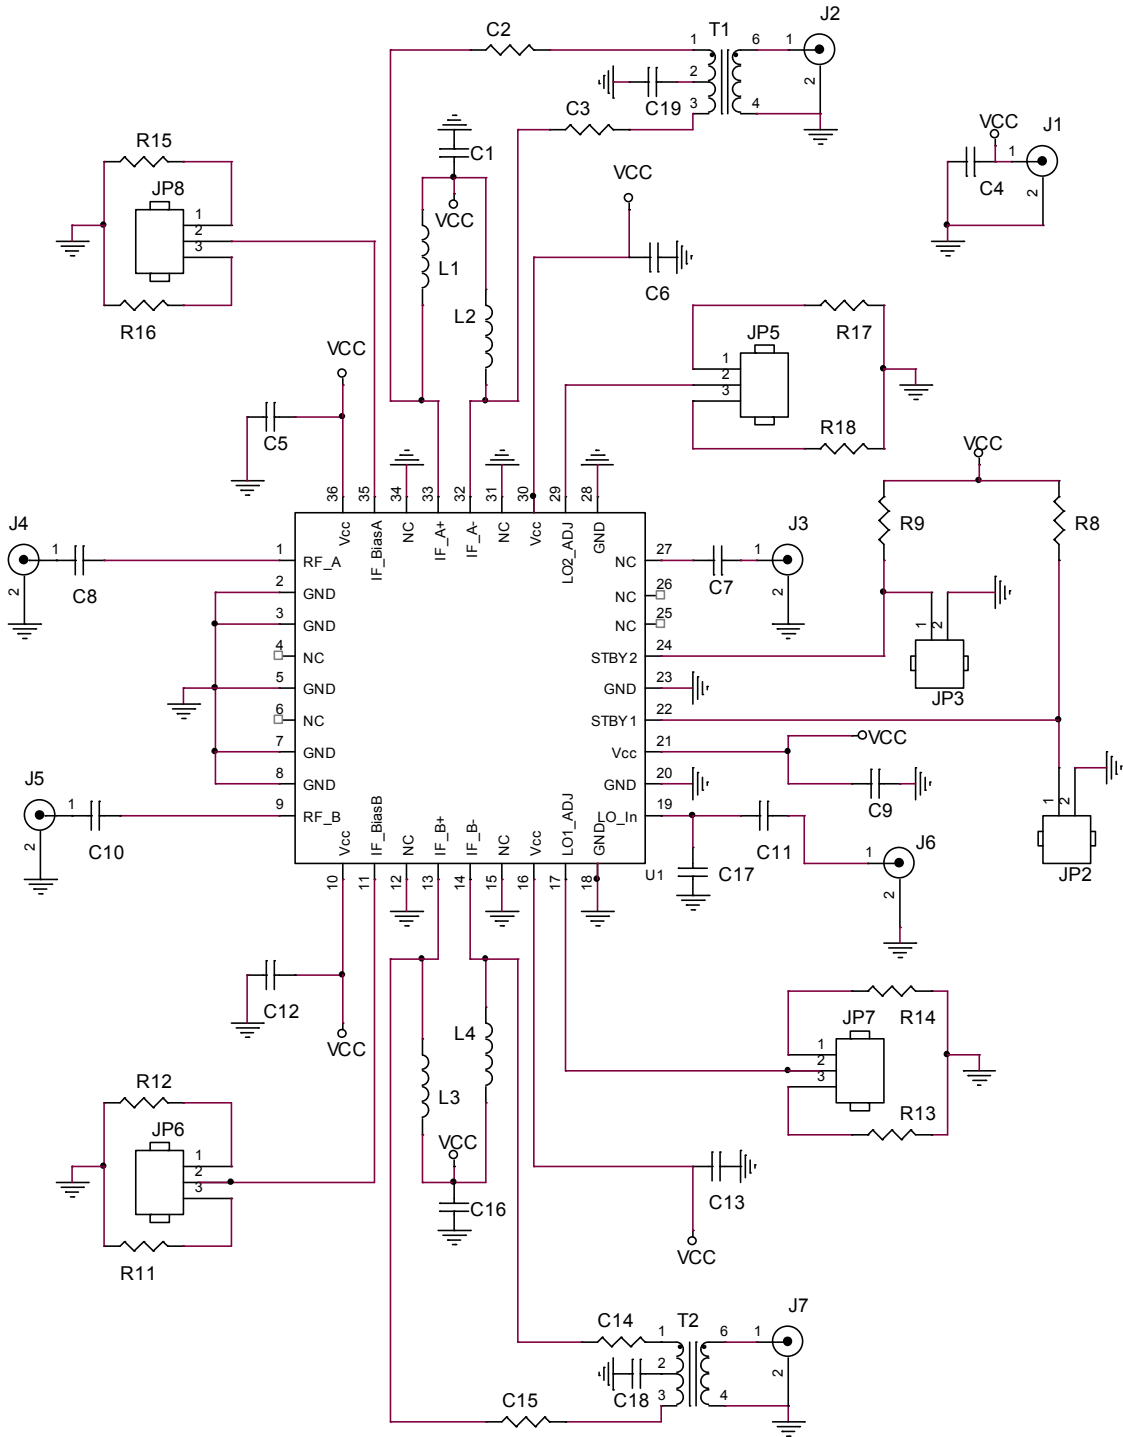 C2
T1
J2
1
6
1
2
2
C19
3
4
C3
R15
C1
VCC
J1
1
C4
2
JP8
1
2
3
VCC
VCC
L1
C6
R16
L2
R17
JP5
1
2
3
VCC
R18
C5
VCC
36
35
34
33
32
31
30
29
28
R9
R8
J4
1
2
C8
Vcc
IF_BiasA
NC
IF_A+
IF_A-
NC
Vcc
LO2_ADJ
GND
J3
1
2
C7
1 RF_A
2 GND
3 GND
4 NC
5 GND
6 NC
7 GND
8 GND
9 RF_B
NC 27
NC 26
NC 25
STBY2 24
GND 23
STBY1 22
Vcc 21
GND 20
LO_In 19
1
2
JP3
VCC
C9
1
2
JP2
J5
1
2
C10
Vcc
IF_BiasB
NC
IF_B+
IF_B-
NC
Vcc
LO1_ADJ
GND
U1
10
11
12
13
14
15
16
17
18
C17
C11
J6
1
2
C12
VCC
L4
L3
R14
JP7
1
2
3
R13
R12
JP6
1
2
3
R11
VCC
C16
C13
VCC
C14
T2
J7
1
6
1
2
2
C18
3
4
C15